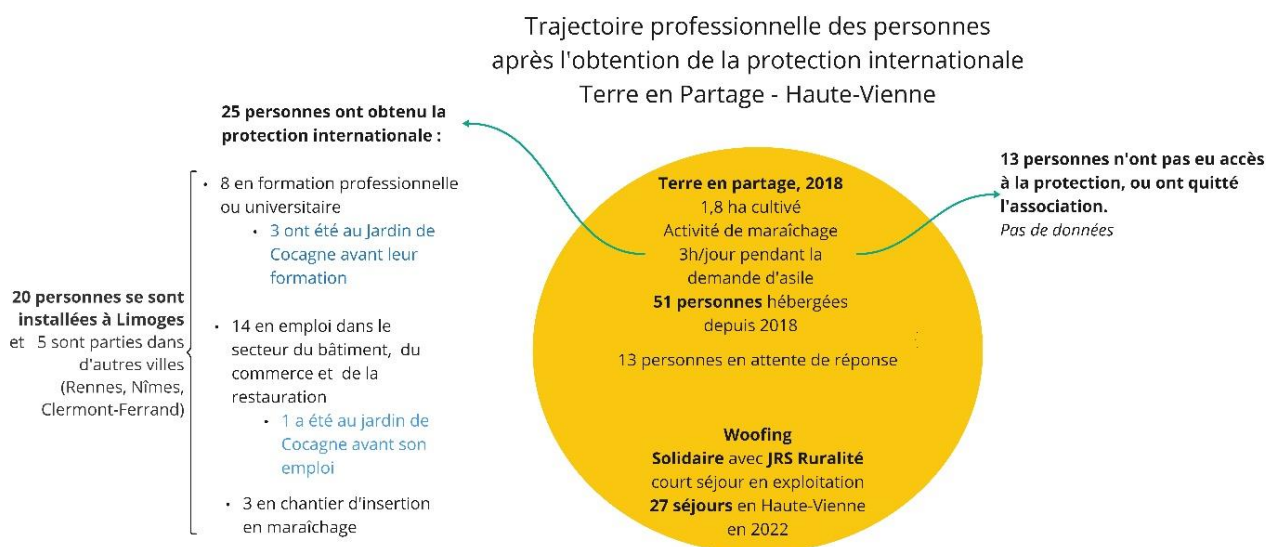 Trajectoire professionnelle des personnes
après l'obtention de la protection internationale
Terre en Partage - Haute-Vienne
25 personnes ont obtenu la
protection internationale :
• 8 en formation professionnelle
ou universitaire
• 3 ont été au Jardin de
Cocagne avant leur
formation
20 personnes se sont
installées à Limoges
et 5 sont parties dans
d'autres villes
(Rennes, Nîmes,
Clermont-Ferrand)
• 14 en emploi dans le
secteur du bâtiment, du
commerce et de la
restauration
• 1 a été au jardin de
Cocagne avant son
emploi
• 3 en chantier d'insertion
en maraîchage
Terre en partage, 2018
1,8 ha cultivé
Activité de maraîchage
3h/jour pendant la
demande d'asile
51 personnes hébergées
depuis 2018
13 personnes en attente de réponse
Woofing
Solidaire avec JRS Ruralité
court séjour en exploitation
27 séjours en Haute-Vienne
en 2022
13 personnes n'ont pas eu accès
à la protection, ou ont quitté
l'association.
Pas de données